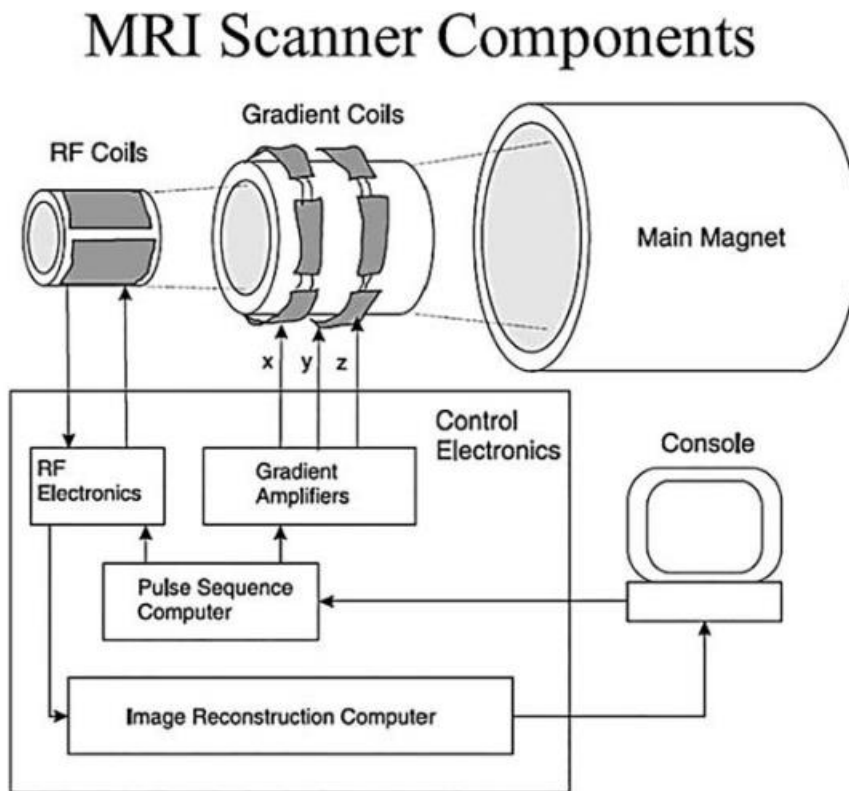 MRI Scanner Components
Gradient Coils
RF Coils
Main Magnet
x y z
Control
Electronics
Console
RF
Electronics
Gradient
Amplifiers
Pulse Sequence
Computer
Image Reconstruction Computer